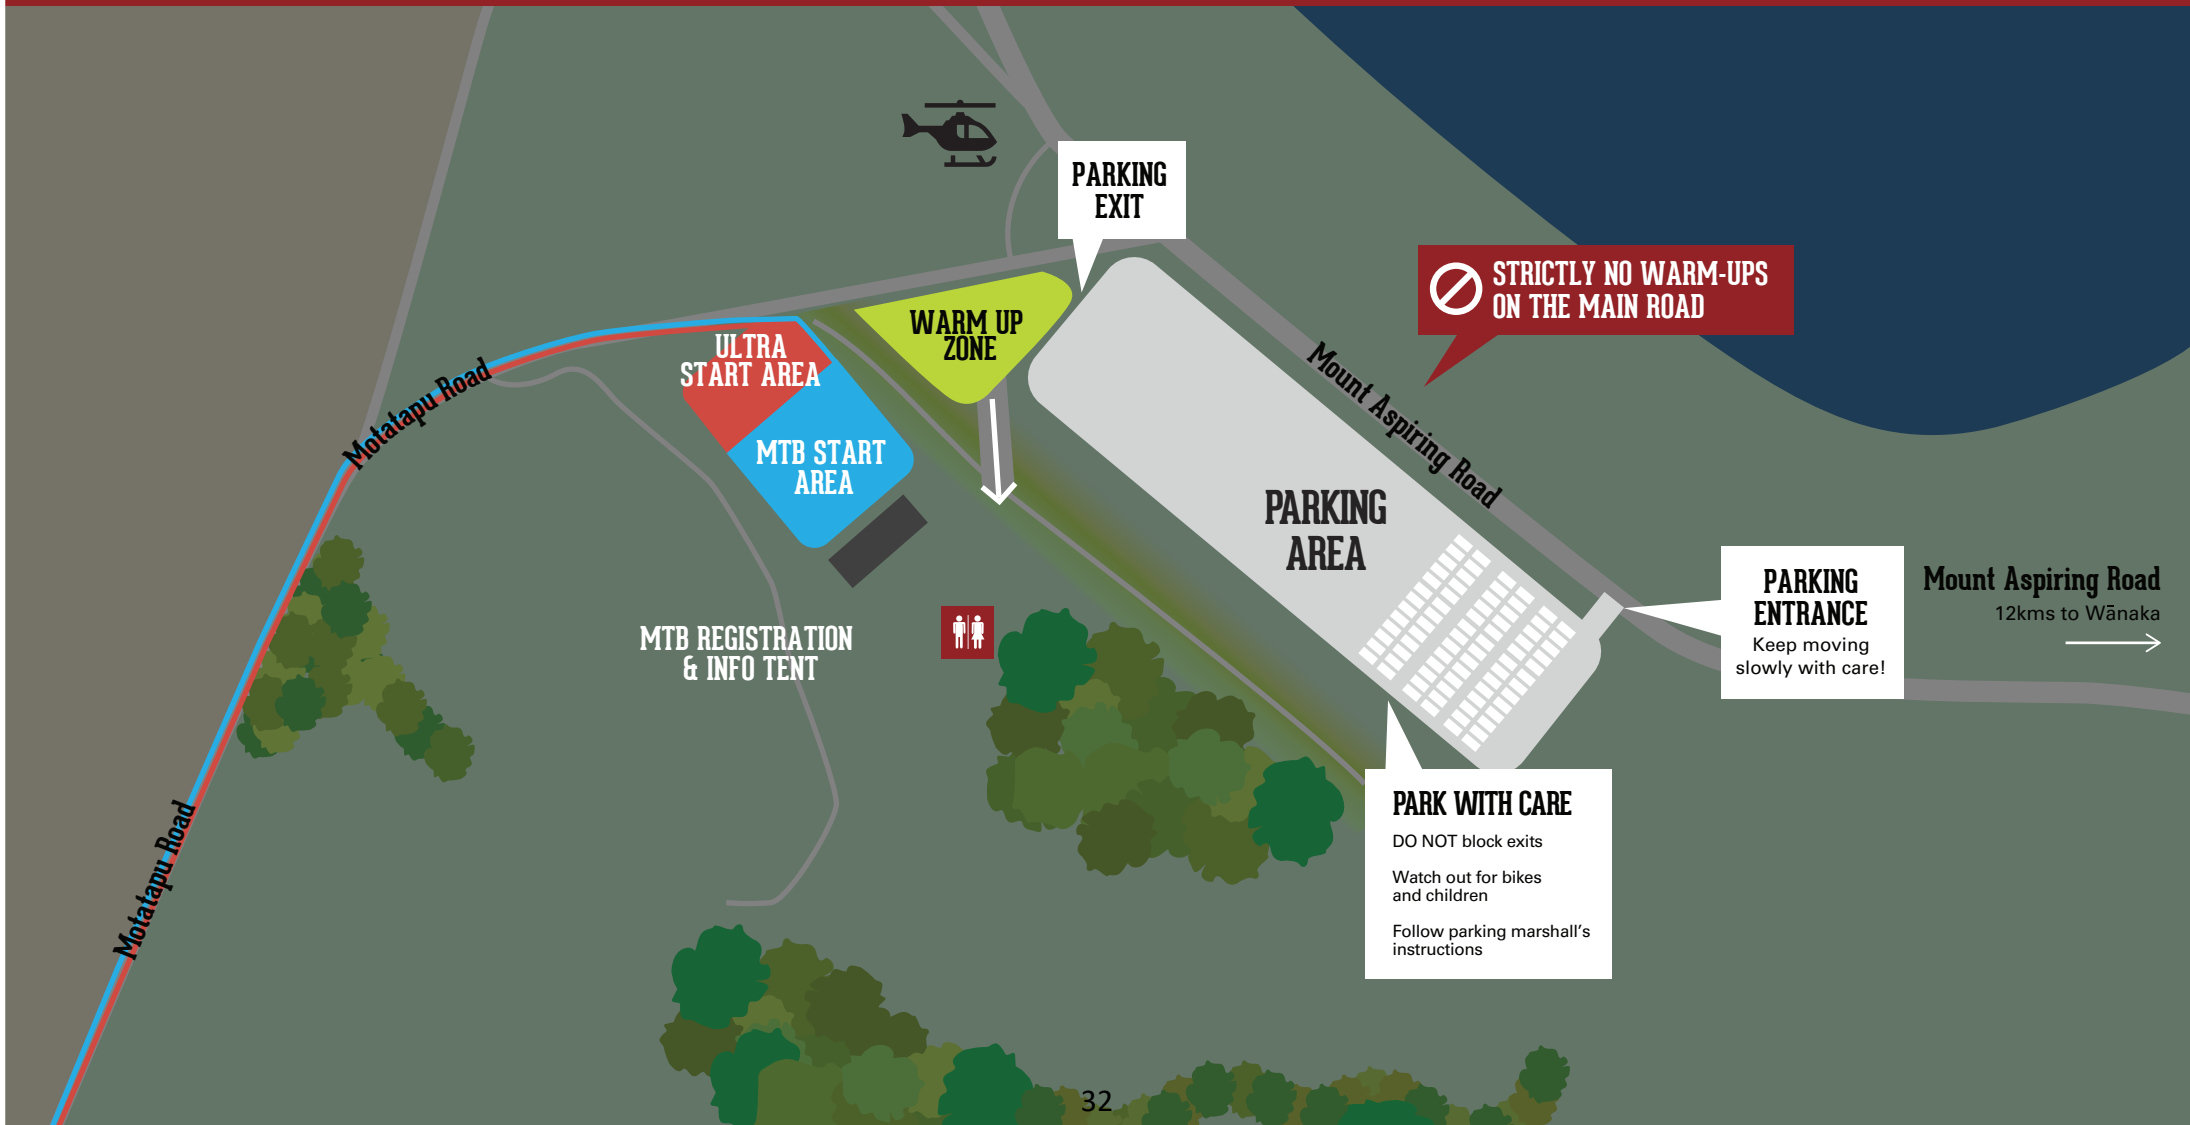 PARKING
EXIT
STRICTLY NO WARM-UPS
ON THE MAIN ROAD
WARM UP
ZONE
ULTRA
START AREA
Motatapu Road
Mount Aspiring Road
MTB START
AREA
PARKING
AREA
PARKING
ENTRANCE
Keep moving
slowly with care!
Mount Aspiring Road
12kms to Wānaka
MTB REGISTRATION
& INFO TENT
PARK WITH CARE
DO NOT block exits
Watch out for bikes
and children
Follow parking marshall's
instructions
Motatapu Road
32